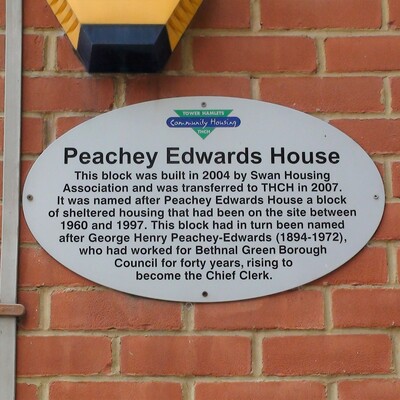 TOWER HAMLETS
Community Housing
THCH
Peachey Edwards House
This block was built in 2004 by Swan Housing
Association and was transferred to THCH in 2007.
It was named after Peachey Edwards House a block
of sheltered housing that had been on the site between
1960 and 1997. This block had in turn been named
after George Henry Peachey-Edwards (1894-1972),
who had worked for Bethnal Green Borough
Council for forty years, rising to
become the Chief Clerk.